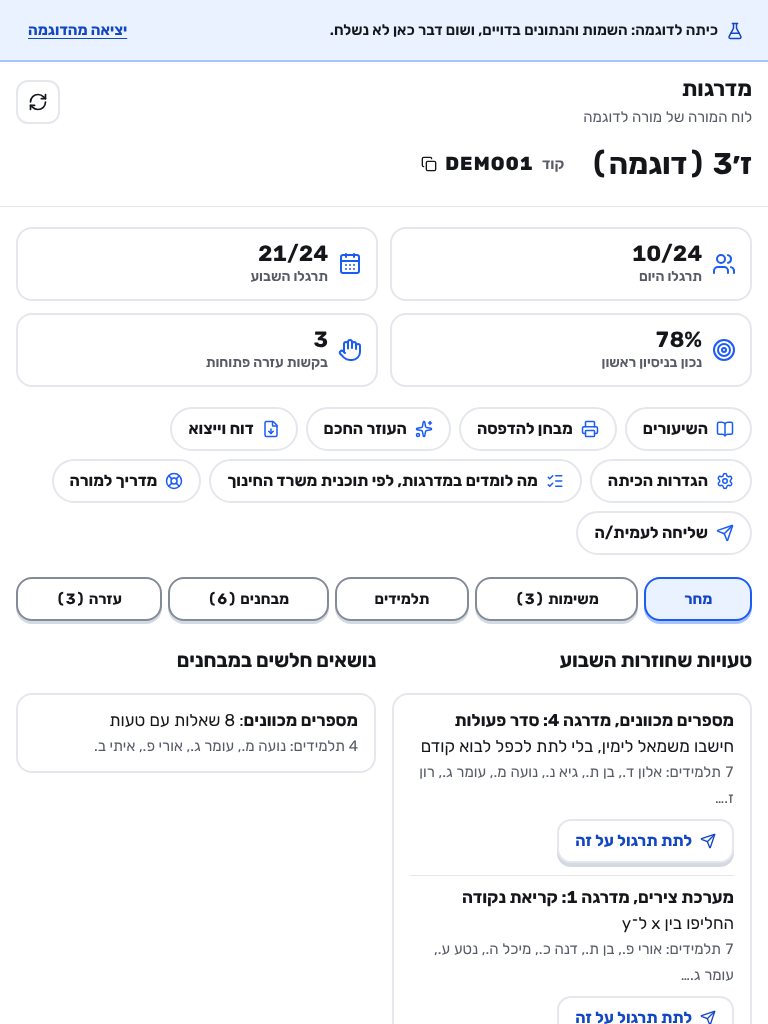 כיתה לדוגמה: השמות והנתונים בדויים, ושום דבר כאן לא נשלח.
יציאה מהדוגמה
מדרגות
לוח המורה של מורה לדוגמה
ז׳3 (דוגמה)
קוד DEMO01
10/24
תרגלו היום
21/24
תרגלו השבוע
78%
נכון בניסיון ראשון
3
בקשות עזרה פתוחות
השיעורים
מבחן להדפסה
העוזר החכם
דוח וייצוא
הגדרות הכיתה
מה לומדים במדרגות, לפי תוכנית משרד החינוך
מדריך למורה
שליחה לעמית/ה
מחר
משימות (3)
תלמידים
מבחנים (6)
עזרה (3)
טעויות שחוזרות השבוע
מספרים מכוונים, מדרגה 4: סדר פעולות
חישבו משמאל לימין, בלי לתת לכפל לבוא קודם
7 תלמידים: אלון ד., בן ת., גיא נ., נועה מ., עומר ג., רון
ז.…
לתת תרגול על זה
מערכת צירים, מדרגה 1: קריאת נקודה
החליפו בין x ל־y
7 תלמידים: אורי פ., בן ת., דנה כ., מיכל ה., נטע ע.,
עומר ג.…
לתת תרגול על זה
נושאים חלשים במבחנים
מספרים מכוונים: 8 שאלות עם טעות
4 תלמידים: נועה מ., עומר ג., אורי פ., איתי ב.